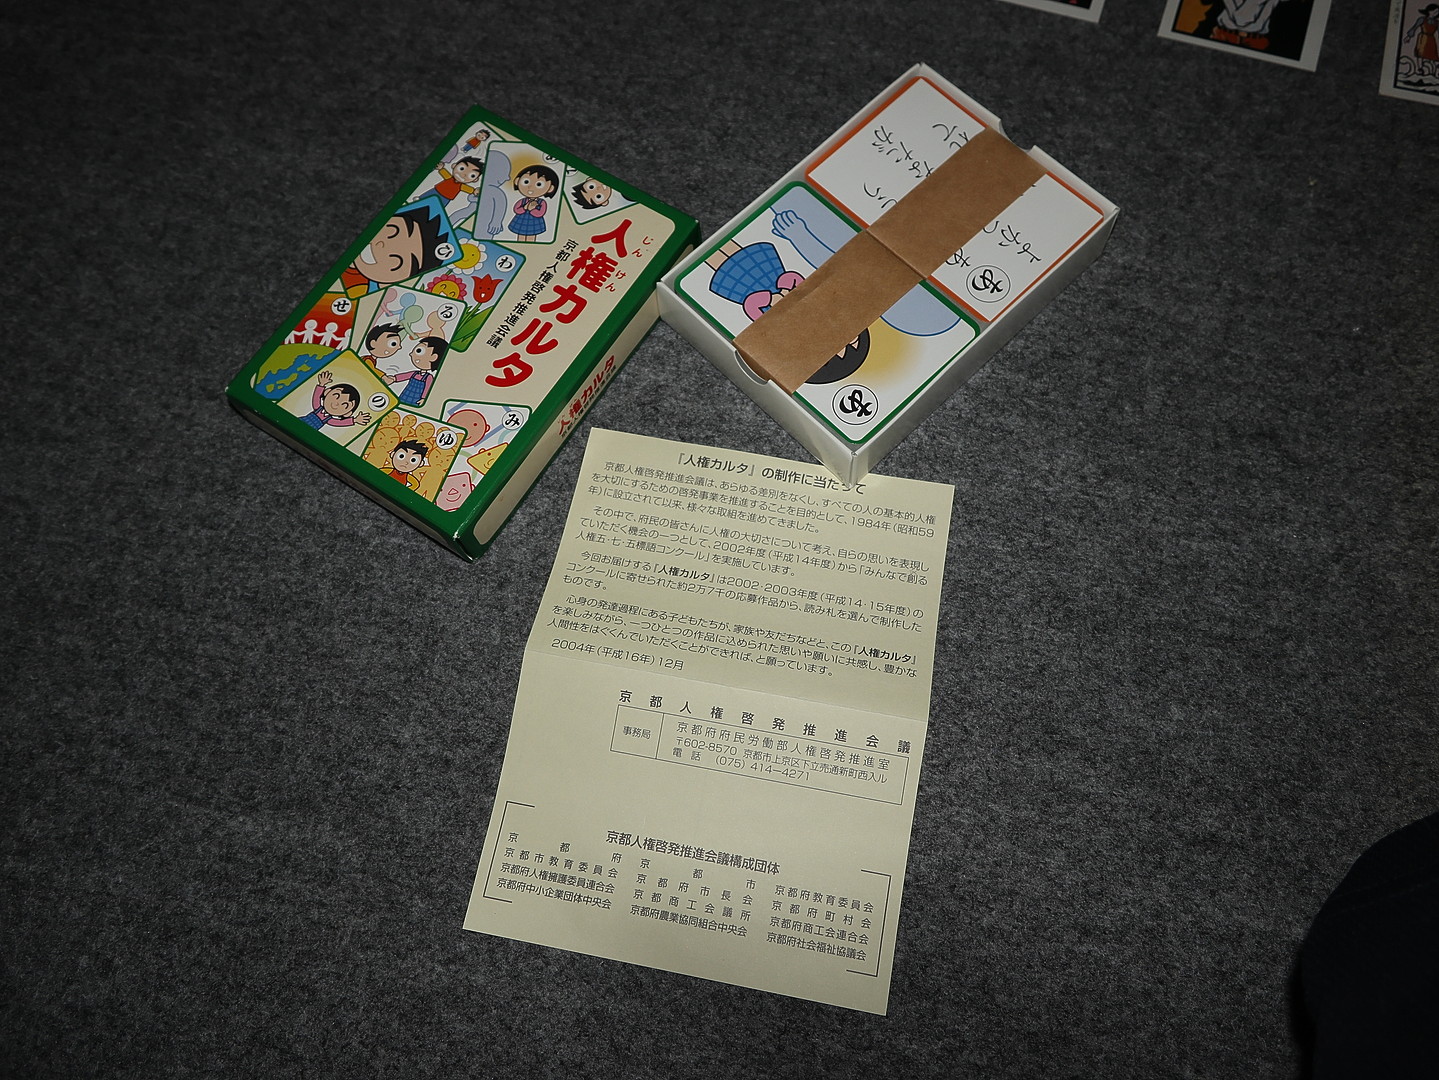 人権カルタ
じんけん
京都人権啓発推進会議
ひ
わ
せ
る
の
ゆ
み
人権カルタ
あ
あ
『人権カルタ』の制作に当たって
京都人権啓発推進会議は、あらゆる差別をなくし、すべての人の基本的人権
を大切にするための啓発事業を推進することを目的として、1984年（昭和59
年）に設立されて以来、様々な取組を進めてきました。
その中で、府民の皆さんに人権の大切さについて考え、自らの思いを表現し
ていただく機会の一つとして、2002年度（平成14年度）から「みんなで創る
人権五・七・五標語コンクール」を実施しています。
今回お届けする『人権カルタ』は2002・2003年度（平成14・15年度）の
コンクールに寄せられた約2万7千の応募作品から、読み札を選んで制作した
ものです。
心身の発達過程にある子どもたちが、家族や友だちなどと、この『人権カルタ』
を楽しみながら、一つひとつの作品に込められた思いや願いに共感し、豊かな
人間性をはぐくんでいただくことができれば、と願っています。
2004年（平成16年）12月
京都人権啓発推進会議
事務局
京都府府民労働部人権啓発推進室
〒602-8570 京都市上京区下立売通新町西入ル
電話 （075）414－4271
京都人権啓発推進会議構成団体
京都府 京都市 京都府教育委員会
京都市教育委員会 京都府市長会 京都府町村会
京都府人権擁護委員連合会 京都商工会議所 京都府商工会連合会
京都府中小企業団体中央会 京都府農業協同組合中央会 京都府社会福祉協議会